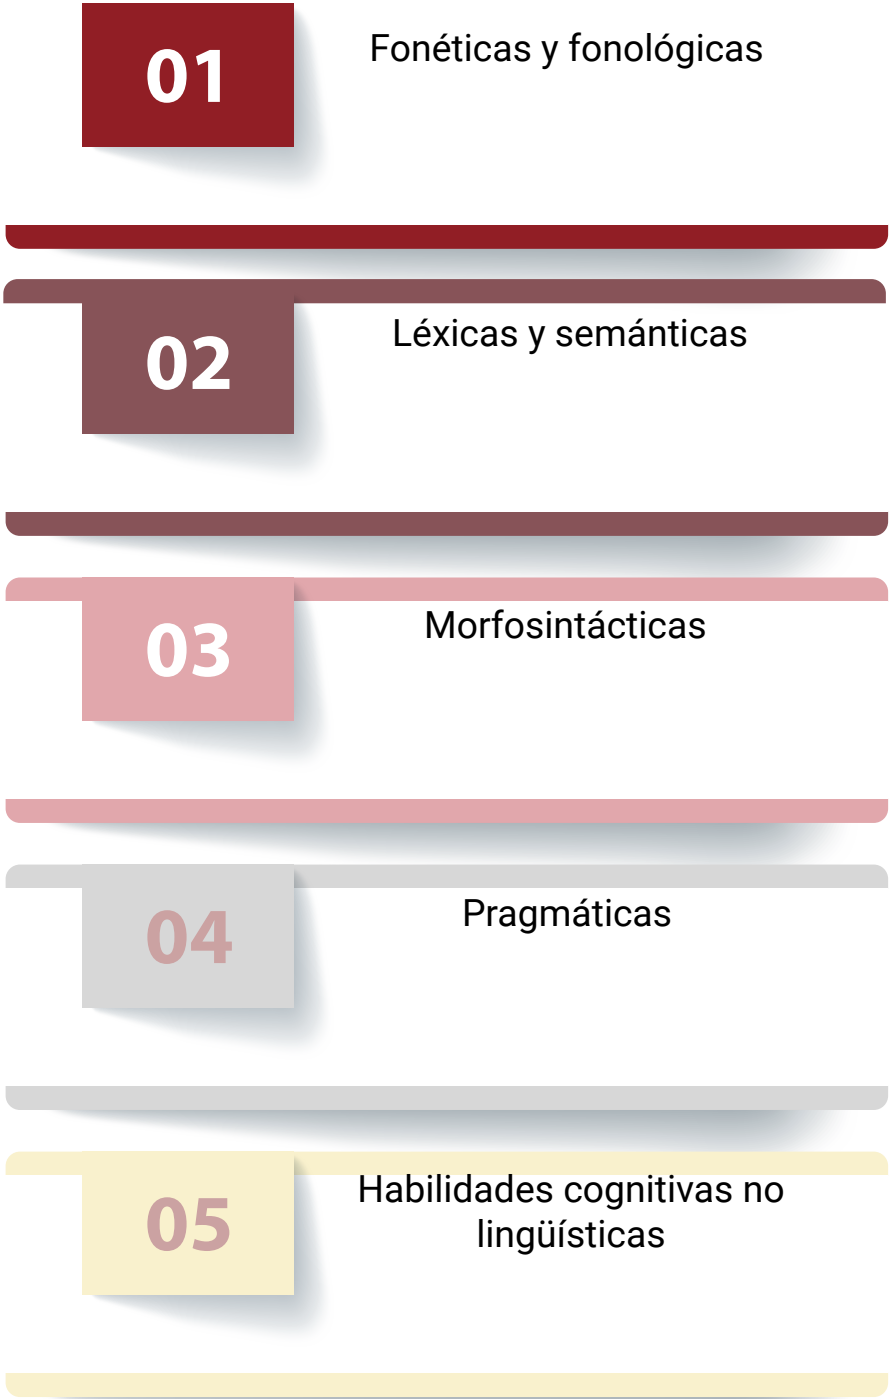 01
Fonéticas y fonológicas
02
Léxicas y semánticas
03
Morfosintácticas
04
Pragmáticas
05
Habilidades cognitivas no
lingüísticas